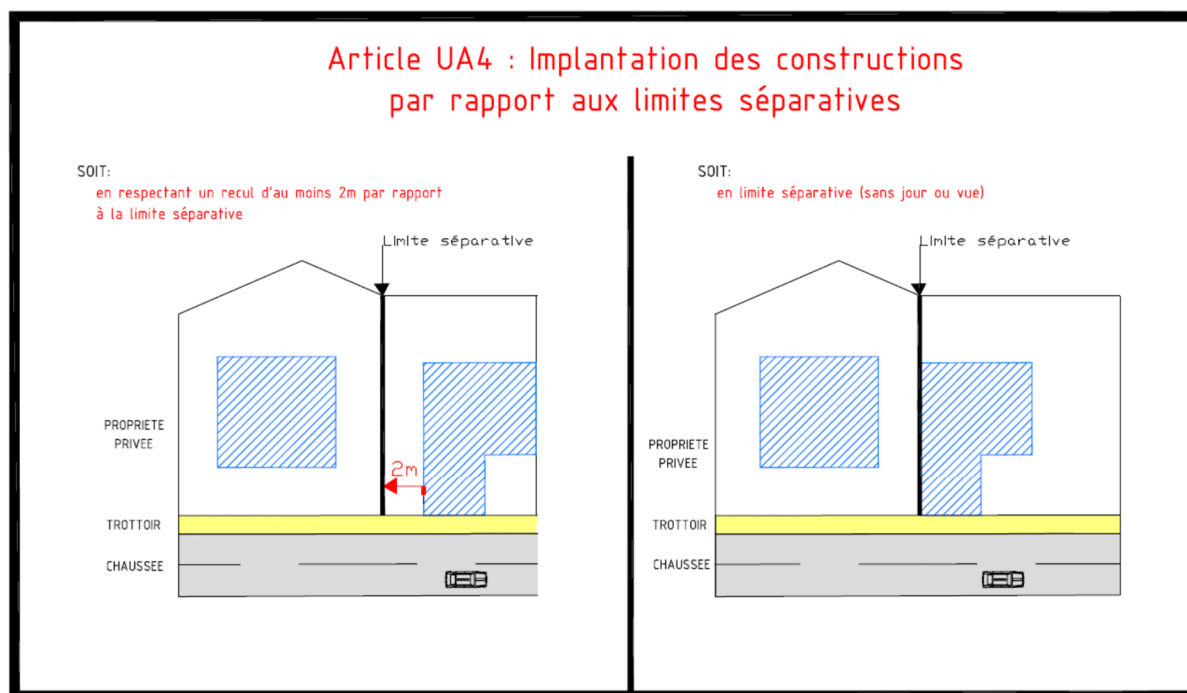 Article UA4 : Implantation des constructions
par rapport aux limites séparatives
SOIT:
en respectant un recul d'au moins 2m par rapport
à la limite séparative
Limite séparative
PROPRIETE
PRIVEE
2m
TROTTOIR
CHAUSSEE
SOIT:
en limite séparative (sans jour ou vue)
Limite séparative
PROPRIETE
PRIVEE
TROTTOIR
CHAUSSEE